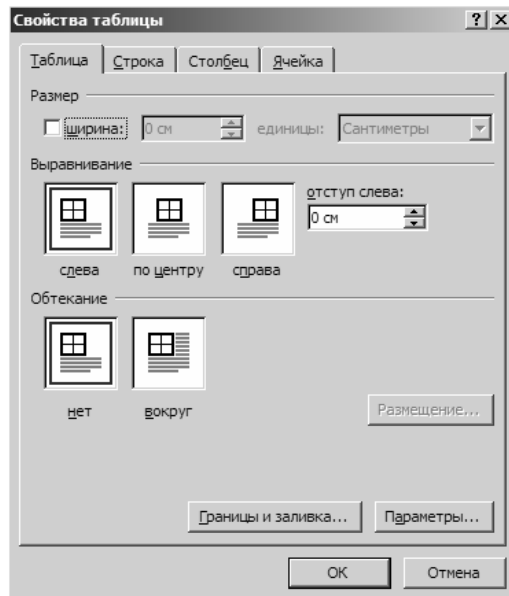 Свойства таблицы
Таблица Строка Столбец Ячейка
Размер
ширина: 0 см единицы: Сантиметры
Выравнивание
отступ слева:
0 см
слева по центру справа
Обтекание
нет вокруг
Размещение...
Границы и заливка... Параметры...
ОК Отмена